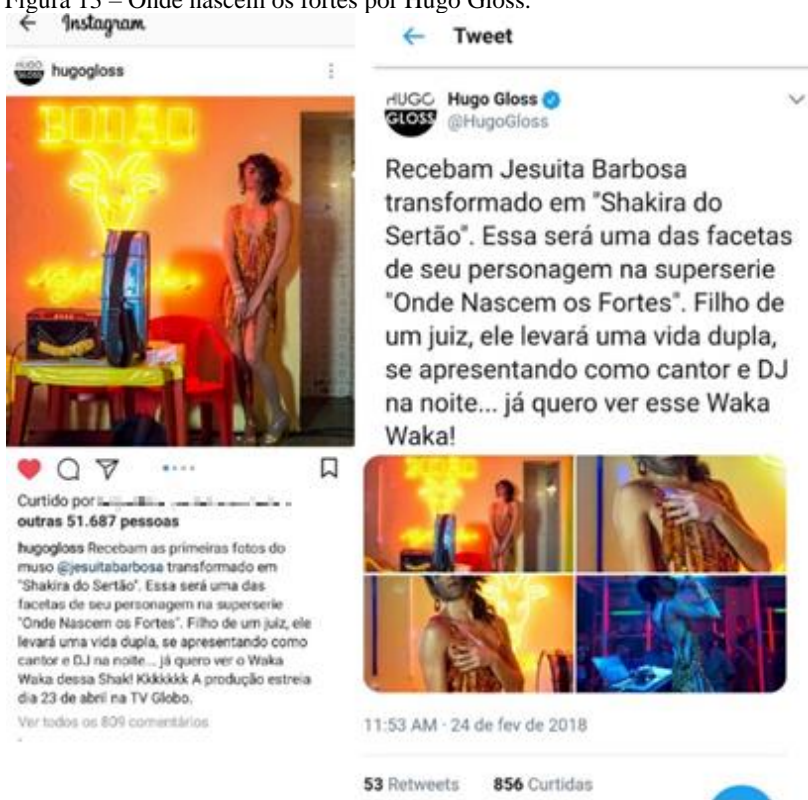 Figura 13 – Onde nascem os fortes por Hugo Gloss.
Instagram
HUGO
GLOSS
hugogloss
BODÃO
Curtido por
outras 51.687 pessoas
hugogloss Recebam as primeiras fotos do
muso @jesuitabarbosa transformado em
"Shakira do Sertão". Essa será uma das
facetas de seu personagem na superserie
"Onde Nascem os Fortes". Filho de um juiz, ele
levará uma vida dupla, se apresentando como
cantor e DJ na noite... já quero ver o Waka
Waka dessa Shak! Kkkkkkk A produção estreia
dia 23 de abril na TV Globo.
Ver todos os 809 comentários
Tweet
HUGO
GLOSS
Hugo Gloss
@HugoGloss
Recebam Jesuita Barbosa
transformado em "Shakira do
Sertão". Essa será uma das facetas
de seu personagem na superserie
"Onde Nascem os Fortes". Filho de
um juiz, ele levará uma vida dupla,
se apresentando como cantor e DJ
na noite... já quero ver esse Waka
Waka!
11:53 AM · 24 de fev de 2018
53 Retweets 856 Curtidas